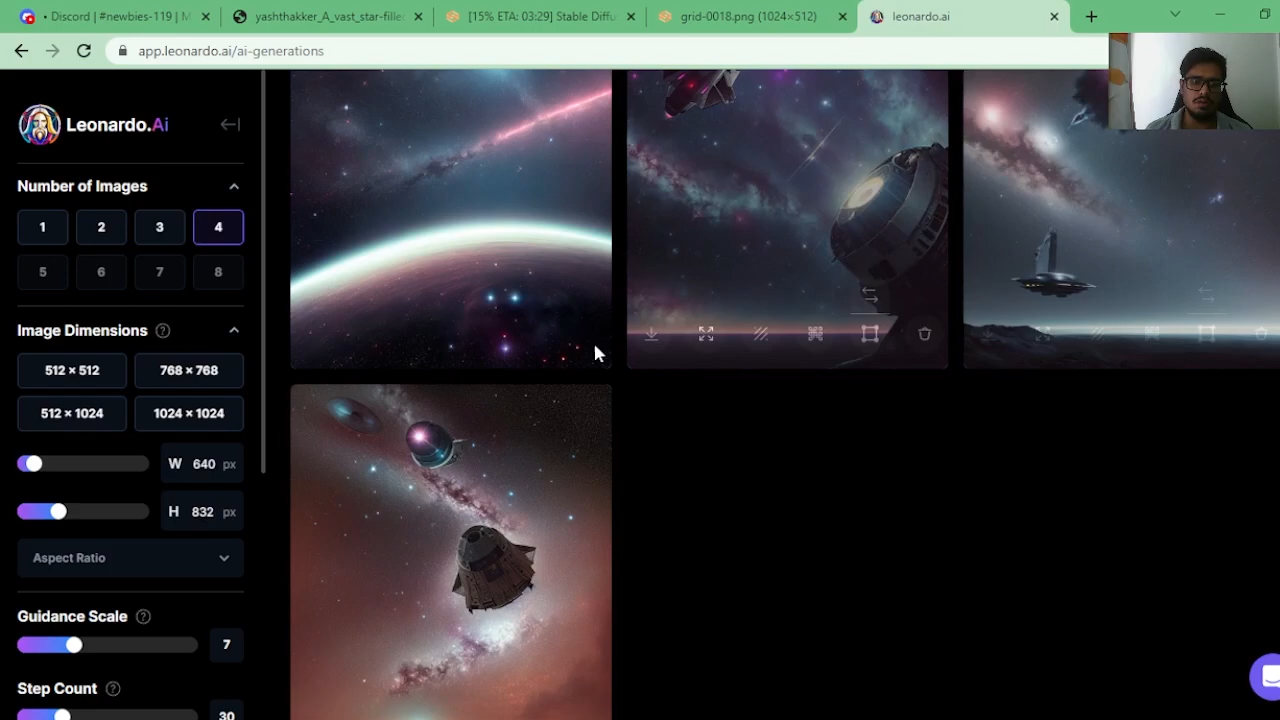 • Discord | #newbies-119 | M
yashthakker_A_vast_star-fille
[15% ETA: 03:29] Stable Diffu
grid-0018.png (1024×512)
leonardo.ai
app.leonardo.ai/ai-generations
Leonardo.Ai
Number of Images
1 2 3 4
5 6 7 8
Image Dimensions
512 × 512 768 × 768
512 × 1024 1024 × 1024
W 640 px
H 832 px
Aspect Ratio
Guidance Scale
7
Step Count
30